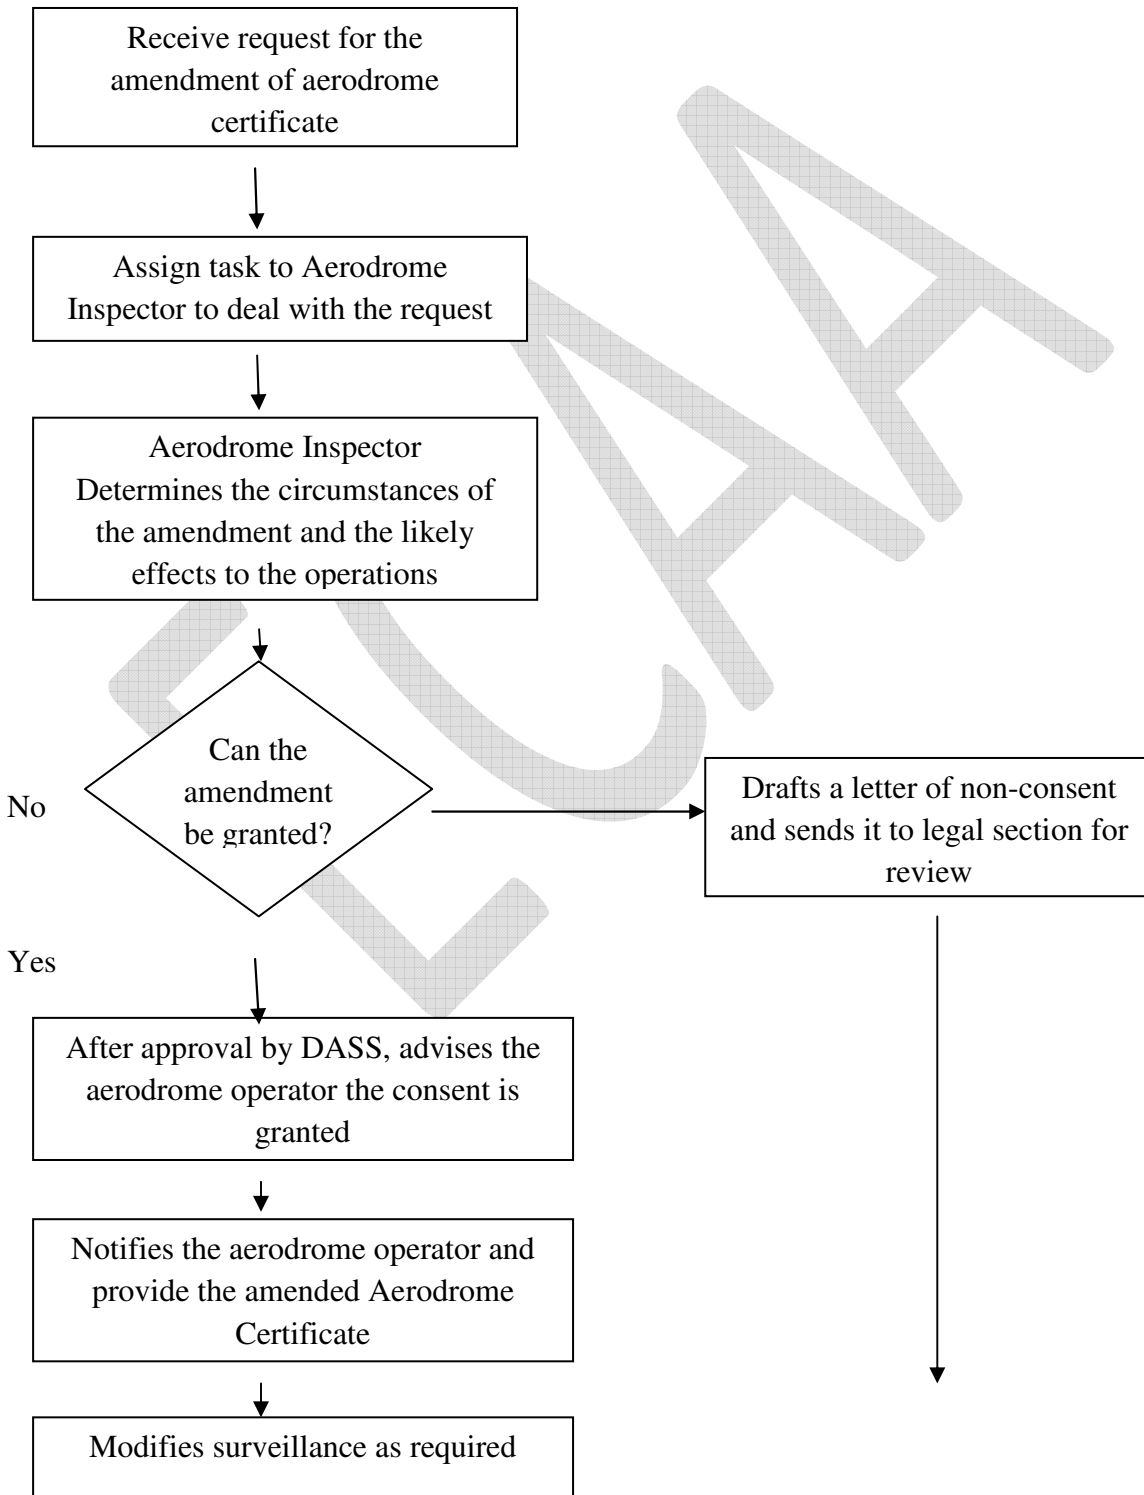 Receive request for the
amendment of aerodrome
certificate
Assign task to Aerodrome
Inspector to deal with the request
Aerodrome Inspector
Determines the circumstances of
the amendment and the likely
effects to the operations
Can the
amendment
be granted?
No
Drafts a letter of non-consent
and sends it to legal section for
review
Yes
After approval by DASS, advises the
aerodrome operator the consent is
granted
Notifies the aerodrome operator and
provide the amended Aerodrome
Certificate
Modifies surveillance as required
ECAA